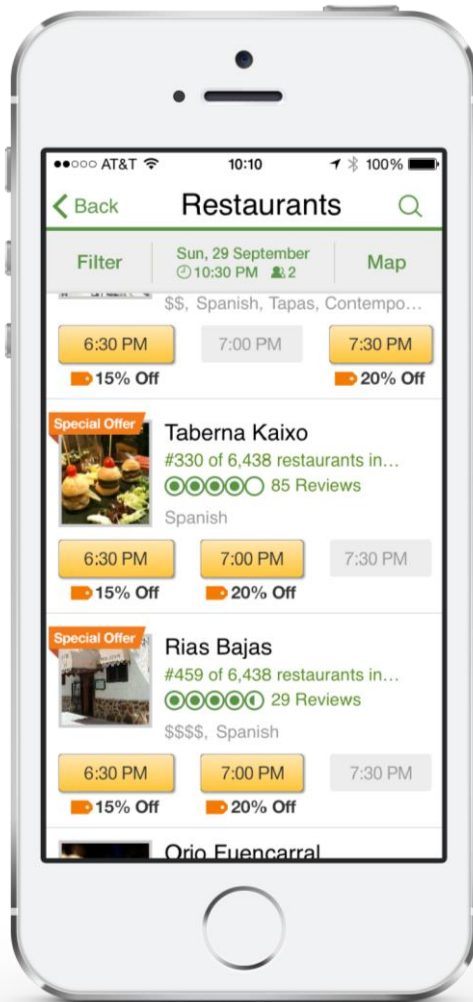 AT&T 10:10 100%
Back Restaurants
Filter Sun, 29 September Map
10:30 PM 2
$$, Spanish, Tapas, Contempo...
6:30 PM 7:00 PM 7:30 PM
15% Off 20% Off
Special Offer
Taberna Kaixo
#330 of 6,438 restaurants in...
85 Reviews
Spanish
6:30 PM 7:00 PM 7:30 PM
15% Off 20% Off
Special Offer
Rias Bajas
#459 of 6,438 restaurants in...
29 Reviews
$$$$, Spanish
6:30 PM 7:00 PM 7:30 PM
15% Off 20% Off
Orio Fuencarral